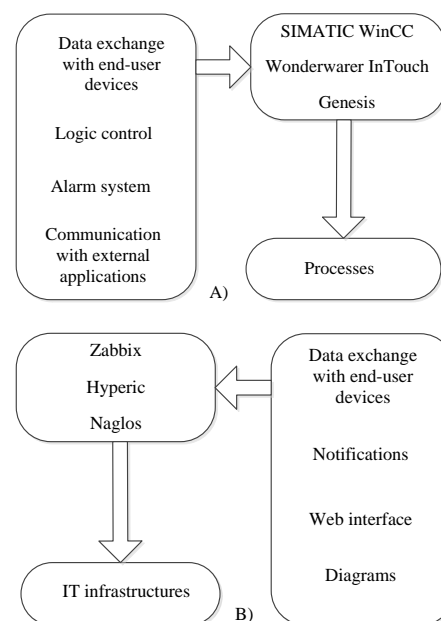 Data exchange
with end-user
devices
Logic control
Alarm system
Communication
with external
applications
SIMATIC WinCC
Wonderwarer InTouch
Genesis
Processes
A)
Zabbix
Hyperic
Naglos
IT infrastructures
Data exchange
with end-user
devices
Notifications
Web interface
Diagrams
B)